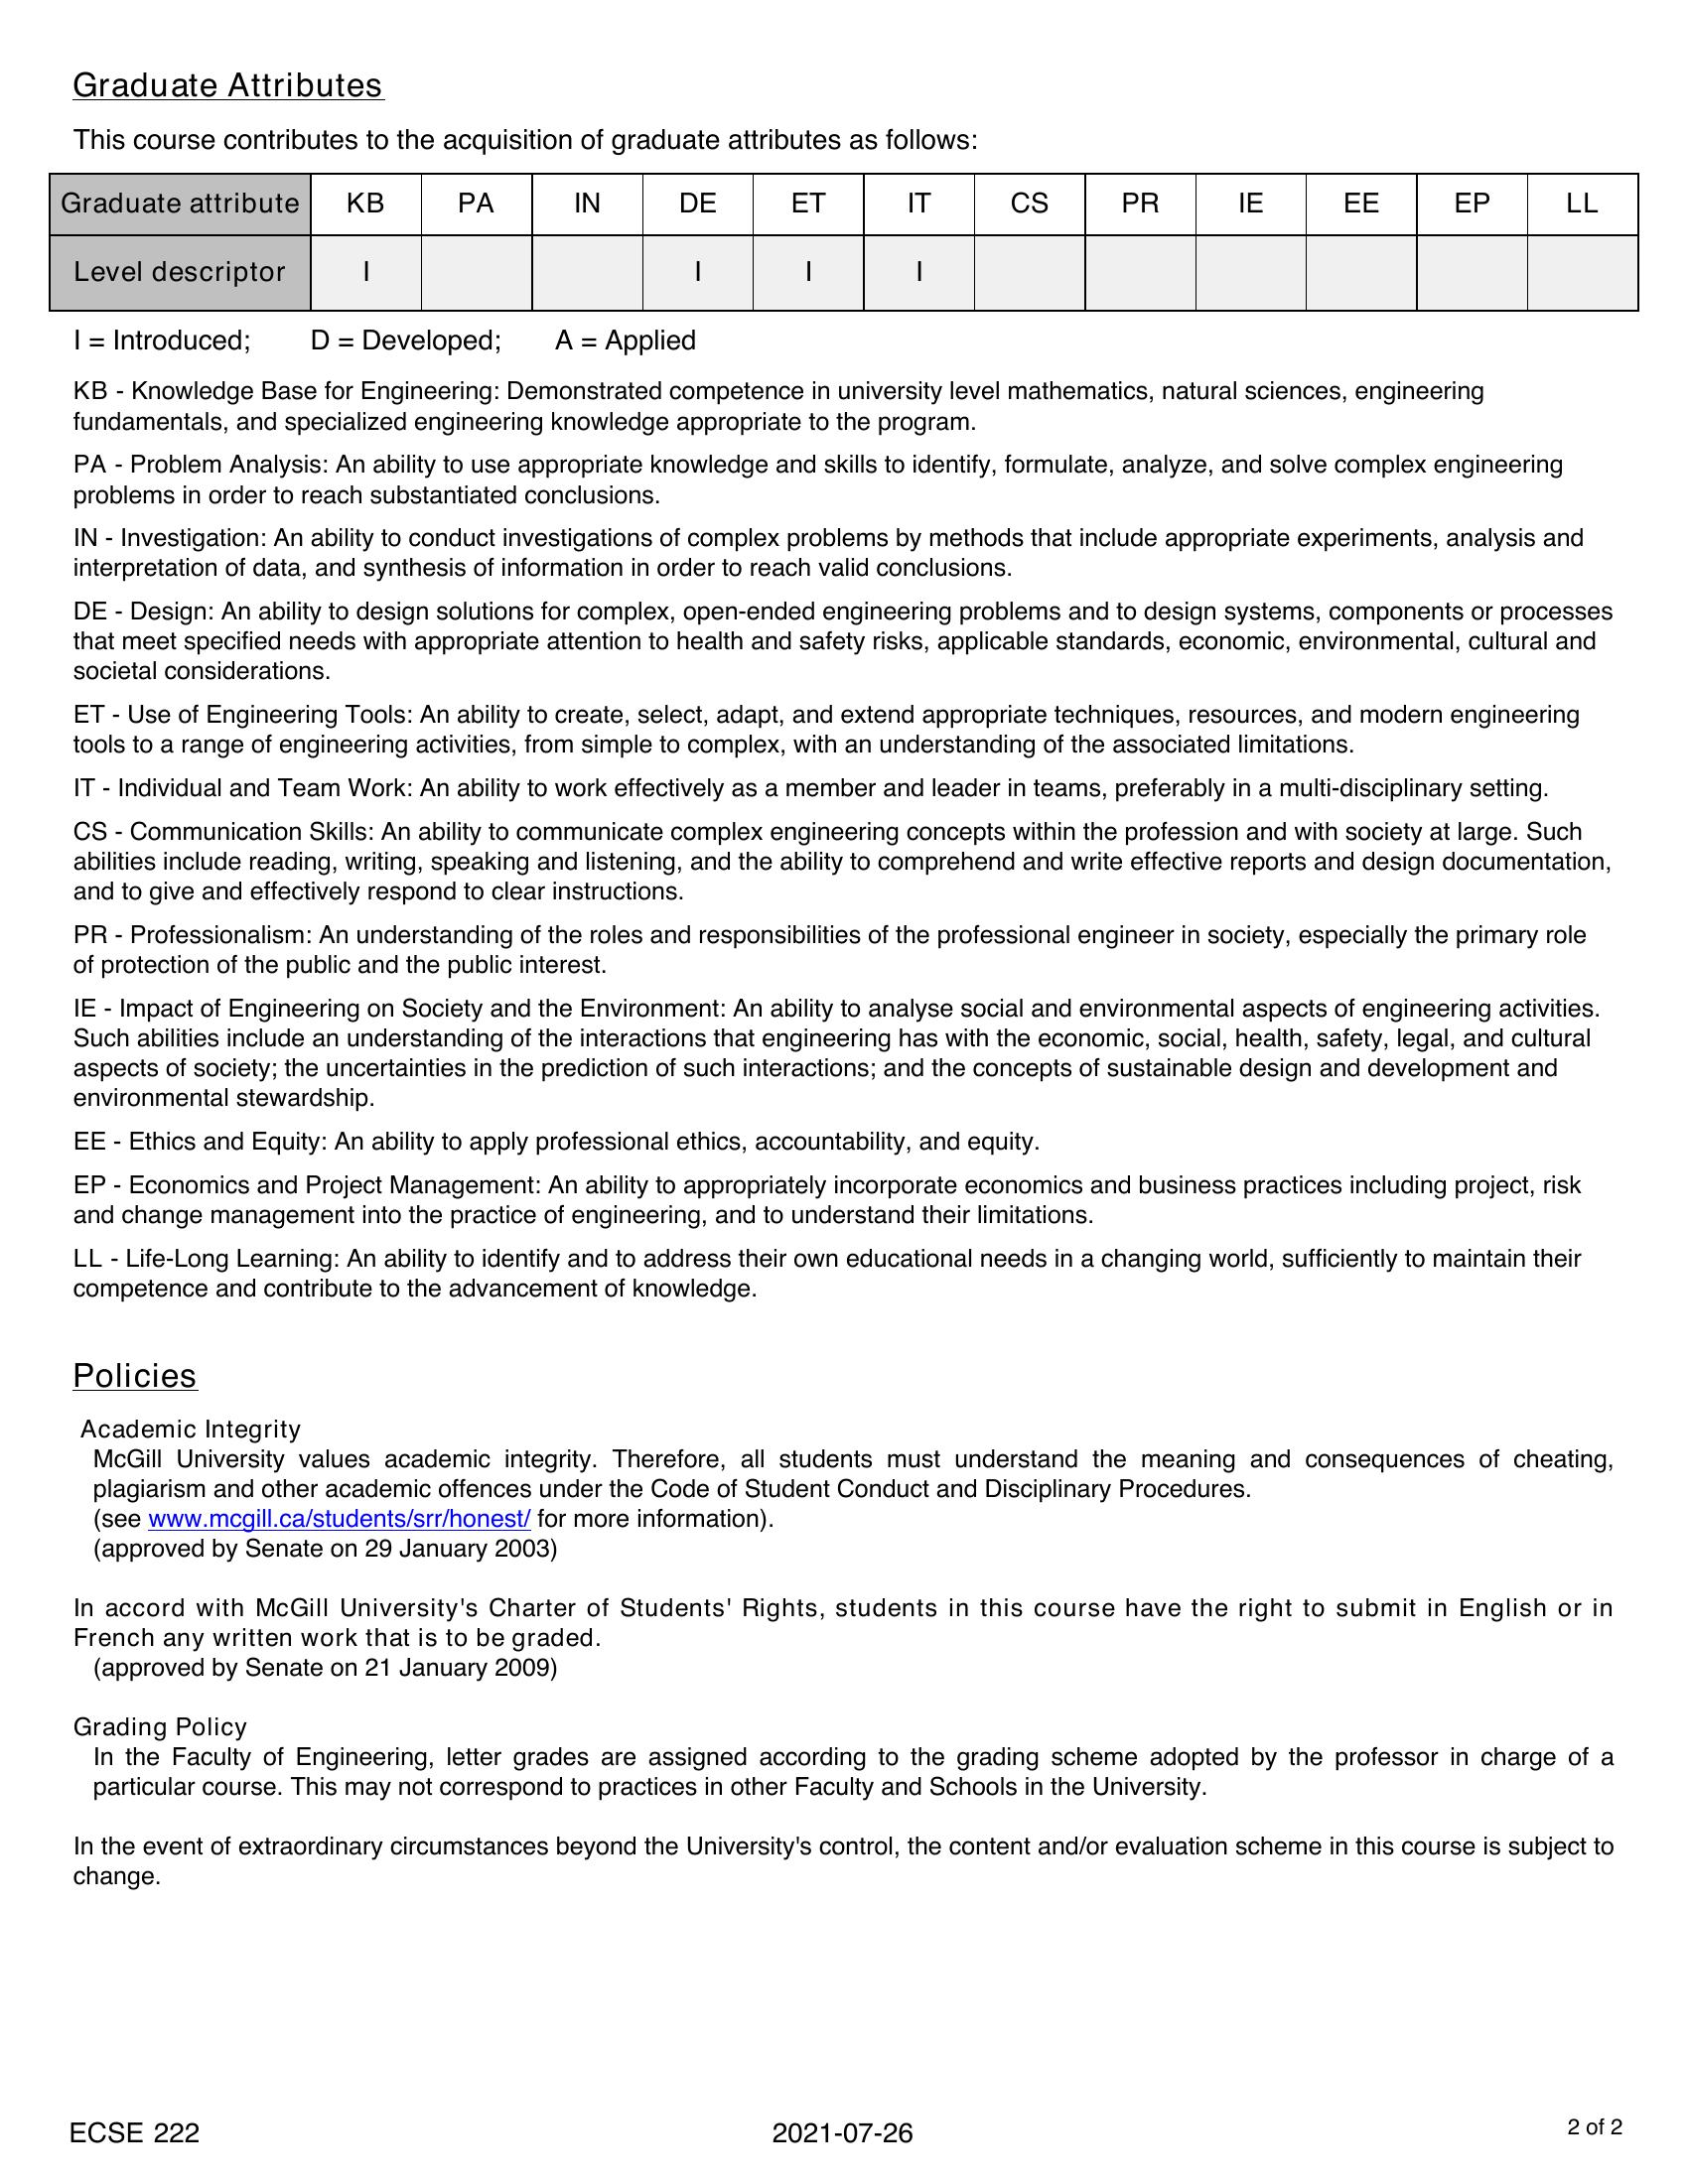 Graduate Attributes
This course contributes to the acquisition of graduate attributes as follows:
Graduate attribute KB PA IN DE ET IT CS PR IE EE EP LL
Level descriptor I I I I
I = Introduced; D = Developed; A = Applied
KB - Knowledge Base for Engineering: Demonstrated competence in university level mathematics, natural sciences, engineering
fundamentals, and specialized engineering knowledge appropriate to the program.
PA - Problem Analysis: An ability to use appropriate knowledge and skills to identify, formulate, analyze, and solve complex engineering
problems in order to reach substantiated conclusions.
IN - Investigation: An ability to conduct investigations of complex problems by methods that include appropriate experiments, analysis and
interpretation of data, and synthesis of information in order to reach valid conclusions.
DE - Design: An ability to design solutions for complex, open-ended engineering problems and to design systems, components or processes
that meet specified needs with appropriate attention to health and safety risks, applicable standards, economic, environmental, cultural and
societal considerations.
ET - Use of Engineering Tools: An ability to create, select, adapt, and extend appropriate techniques, resources, and modern engineering
tools to a range of engineering activities, from simple to complex, with an understanding of the associated limitations.
IT - Individual and Team Work: An ability to work effectively as a member and leader in teams, preferably in a multi-disciplinary setting.
CS - Communication Skills: An ability to communicate complex engineering concepts within the profession and with society at large. Such
abilities include reading, writing, speaking and listening, and the ability to comprehend and write effective reports and design documentation,
and to give and effectively respond to clear instructions.
PR - Professionalism: An understanding of the roles and responsibilities of the professional engineer in society, especially the primary role
of protection of the public and the public interest.
IE - Impact of Engineering on Society and the Environment: An ability to analyse social and environmental aspects of engineering activities.
Such abilities include an understanding of the interactions that engineering has with the economic, social, health, safety, legal, and cultural
aspects of society; the uncertainties in the prediction of such interactions; and the concepts of sustainable design and development and
environmental stewardship.
EE - Ethics and Equity: An ability to apply professional ethics, accountability, and equity.
EP - Economics and Project Management: An ability to appropriately incorporate economics and business practices including project, risk
and change management into the practice of engineering, and to understand their limitations.
LL - Life-Long Learning: An ability to identify and to address their own educational needs in a changing world, sufficiently to maintain their
competence and contribute to the advancement of knowledge.
Policies
Academic Integrity
McGill University values academic integrity. Therefore, all students must understand the meaning and consequences of cheating,
plagiarism and other academic offences under the Code of Student Conduct and Disciplinary Procedures.
(see www.mcgill.ca/students/srr/honest/ for more information).
(approved by Senate on 29 January 2003)
In accord with McGill University's Charter of Students' Rights, students in this course have the right to submit in English or in
French any written work that is to be graded.
(approved by Senate on 21 January 2009)
Grading Policy
In the Faculty of Engineering, letter grades are assigned according to the grading scheme adopted by the professor in charge of a
particular course. This may not correspond to practices in other Faculty and Schools in the University.
In the event of extraordinary circumstances beyond the University's control, the content and/or evaluation scheme in this course is subject to
change.
ECSE 222 2021-07-26 2 of 2